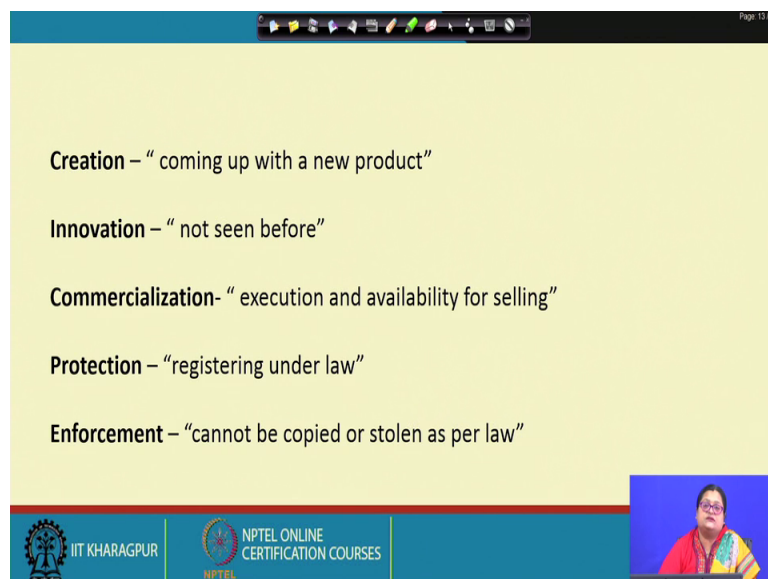 Page: 13
Creation – “ coming up with a new product”
Innovation – “ not seen before”
Commercialization- “ execution and availability for selling”
Protection – “registering under law”
Enforcement – “cannot be copied or stolen as per law”
IIT KHARAGPUR
NPTEL
NPTEL ONLINE
CERTIFICATION COURSES